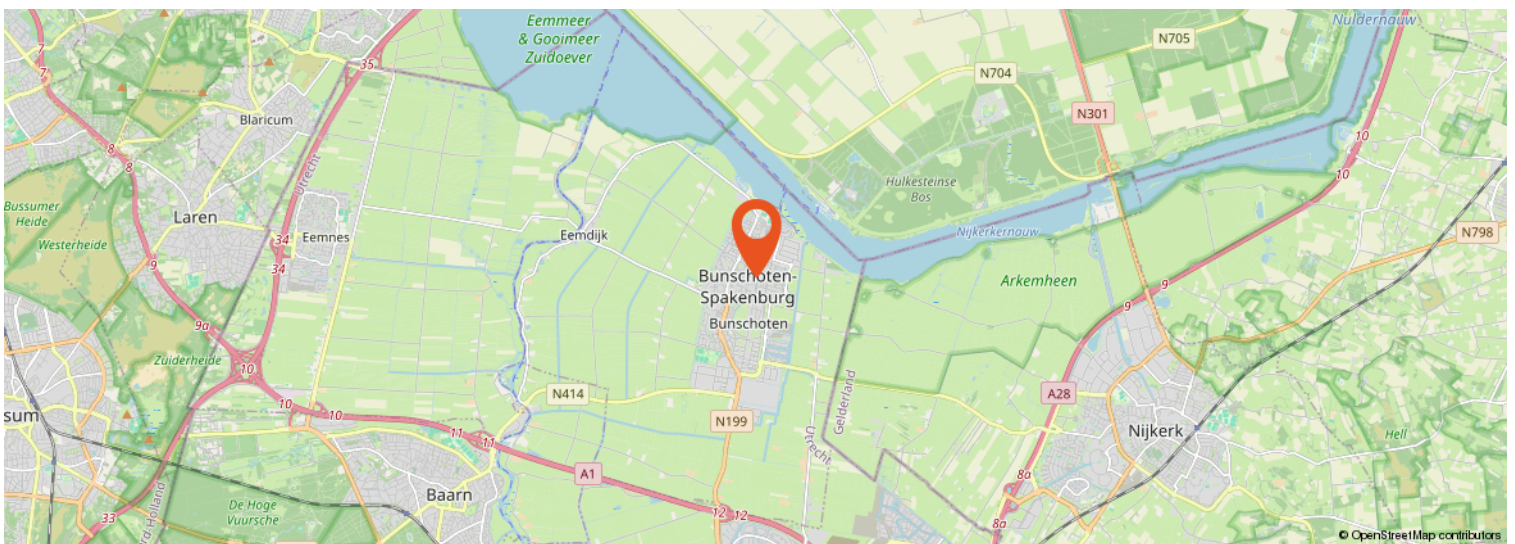 Eemmeer
& Gooimeer
Zuidoever
Nuldernauw
N705
35
7
7
N704
N301
Blaricum
10
8
8
Utrecht
10
Hulkesteinse
Bos
Bussumer
Heide
Laren
Westerheide
34
Eemnes
Eemdijk
Nijkerkernauw
N798
34
9
Bunschoten-
Spakenburg
Arkemheen
9
9
Bunschoten
9a
Zuiderheide
10
N414
A28
10
10
Gelderland
sum
N199
11
11
Utrecht
Nijkerk
Hell
A1
8a
Baarn
De Hoge
Vuursche
rd-Holland
33
12
12
8a
© OpenStreetMap contributors